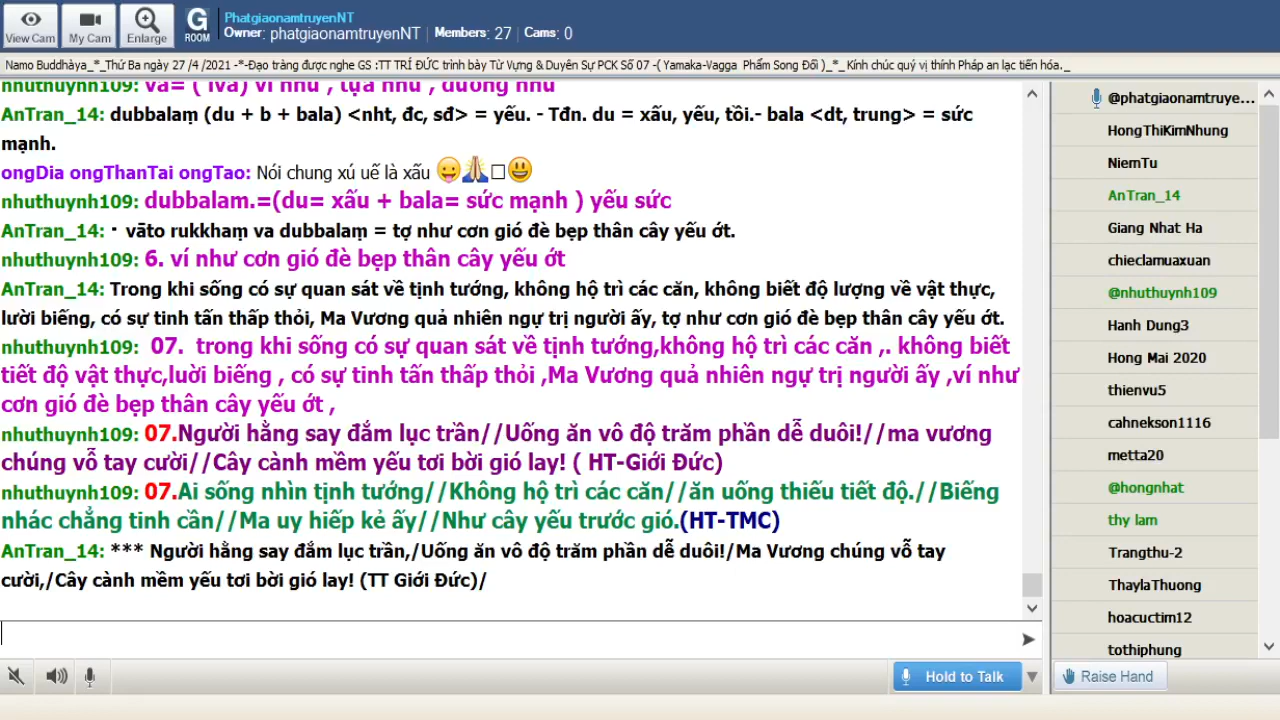 View Cam
My Cam
Enlarge
G
ROOM
PhatgiaonamtruyenNT
Owner: phatgiaonamtruyenNT | Members: 27 | Cams: 0
Namo Buddhàya_*_Thứ Ba ngày 27 /4 /2021 -*-Đạo tràng được nghe GS :TT TRÍ ĐỨC trình bày Từ Vựng & Duyên Sự PCK Số 07 -( Yamaka-Vagga Phẩm Song Đối )_*_ Kính chúc quý vị thính Pháp an lạc tiến hóa._
nhuthuynh109: va= ( iva) ví như , tựa như , dường như
AnTran_14: dubbalaṃ (du + b + bala) <nht, đc, sđ> = yếu. - Tđn. du = xấu, yếu, tồi.- bala <dt, trung> = sức
mạnh.
ongDia ongThanTai ongTao: Nói chung xú uế là xấu 😛🙏□😃
nhuthuynh109: dubbalam.=(du= xấu + bala= sức mạnh ) yếu sức
AnTran_14: · vāto rukkhaṃ va dubbalaṃ = tợ như cơn gió đè bẹp thân cây yếu ớt.
nhuthuynh109: 6. ví như cơn gió đè bẹp thân cây yếu ớt
AnTran_14: Trong khi sống có sự quan sát về tịnh tướng, không hộ trì các căn, không biết độ lượng về vật thực,
lười biếng, có sự tinh tấn thấp thỏi, Ma Vương quả nhiên ngự trị người ấy, tợ như cơn gió đè bẹp thân cây yếu ớt.
nhuthuynh109: 07. trong khi sống có sự quan sát về tịnh tướng,không hộ trì các căn ,. không biết
tiết độ vật thực,luời biếng , có sự tinh tấn thấp thỏi ,Ma Vương quả nhiên ngự trị người ấy ,ví như
cơn gió đè bẹp thân cây yếu ớt ,
nhuthuynh109: 07.Người hằng say đắm lục trần//Uống ăn vô độ trăm phần dễ duôi!//ma vương
chúng vỗ tay cười//Cây cành mềm yếu tơi bời gió lay! ( HT-Giới Đức)
nhuthuynh109: 07.Ai sống nhìn tịnh tướng//Không hộ trì các căn//ăn uống thiếu tiết độ.//Biếng
nhác chẳng tinh cần//Ma uy hiếp kẻ ấy//Như cây yếu trước gió.(HT-TMC)
AnTran_14: *** Người hằng say đắm lục trần,/Uống ăn vô độ trăm phần dễ duôi!/Ma Vương chúng vỗ tay
cười,/Cây cành mềm yếu tơi bời gió lay! (TT Giới Đức)/
Hold to Talk
@phatgiaonamtruye...
HongThiKimNhung
NiemTu
AnTran_14
Giang Nhat Ha
chieclamuaxuan
@nhuthuynh109
Hanh Dung3
Hong Mai 2020
thienvu5
cahnekson1116
metta20
@hongnhat
thy lam
Trangthu-2
ThaylaThuong
hoacuctim12
tothiphung
Raise Hand